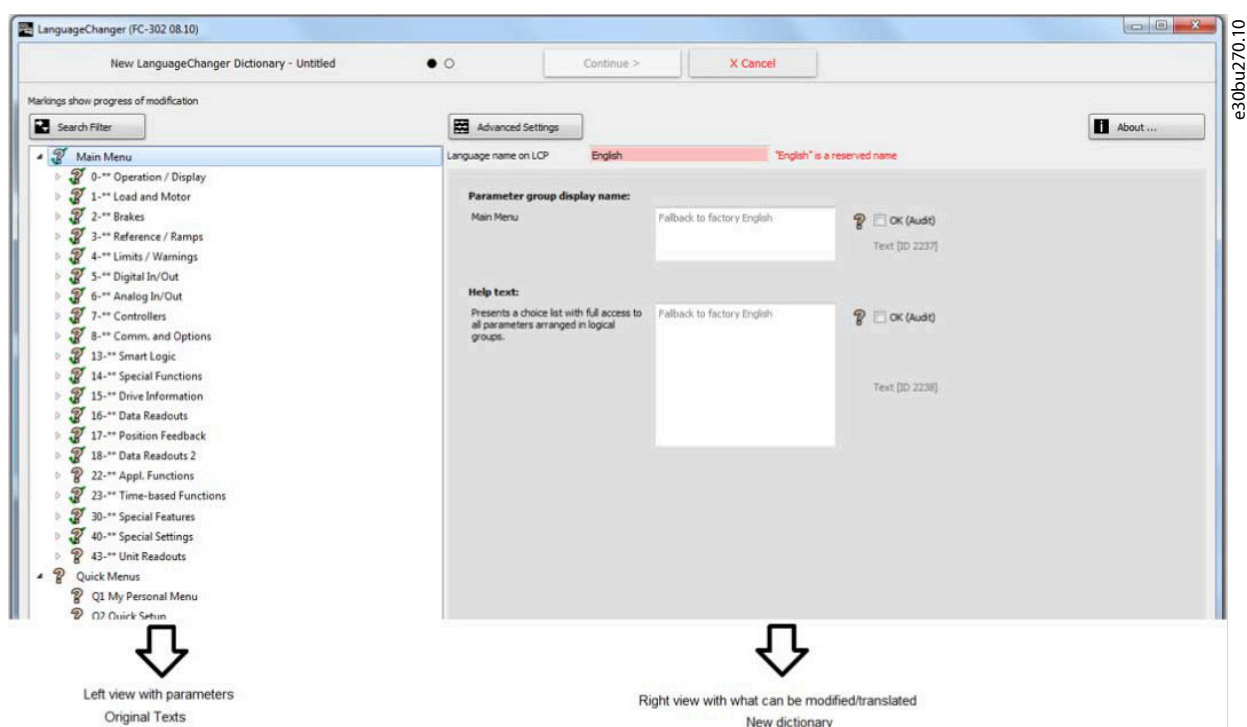 LanguageChanger (FC-302 08.10)
New LanguageChanger Dictionary - Untitled
Continue >
X Cancel
Markings show progress of modification
Search Filter
Advanced Settings
i About ...
Language name on LCP
English
"English" is a reserved name
Main Menu
0-** Operation / Display
1-** Load and Motor
2-** Brakes
3-** Reference / Ramps
4-** Limits / Warnings
5-** Digital In/Out
6-** Analog In/Out
7-** Controllers
8-** Comm. and Options
13-** Smart Logic
14-** Special Functions
15-** Drive Information
16-** Data Readouts
17-** Position Feedback
18-** Data Readouts 2
22-** Appl. Functions
23-** Time-based Functions
30-** Special Features
40-** Special Settings
43-** Unit Readouts
Quick Menus
Q1 My Personal Menu
Q2 Quick Setup
Parameter group display name:
Main Menu
Fallback to factory English
OK (Audit)
Text [ID 2237]
Help text:
Presents a choice list with full access to
all parameters arranged in logical
groups.
Fallback to factory English
OK (Audit)
Text [ID 2238]
Left view with parameters
Original Texts
Right view with what can be modified/translated
New dictionary
e30bu270.10